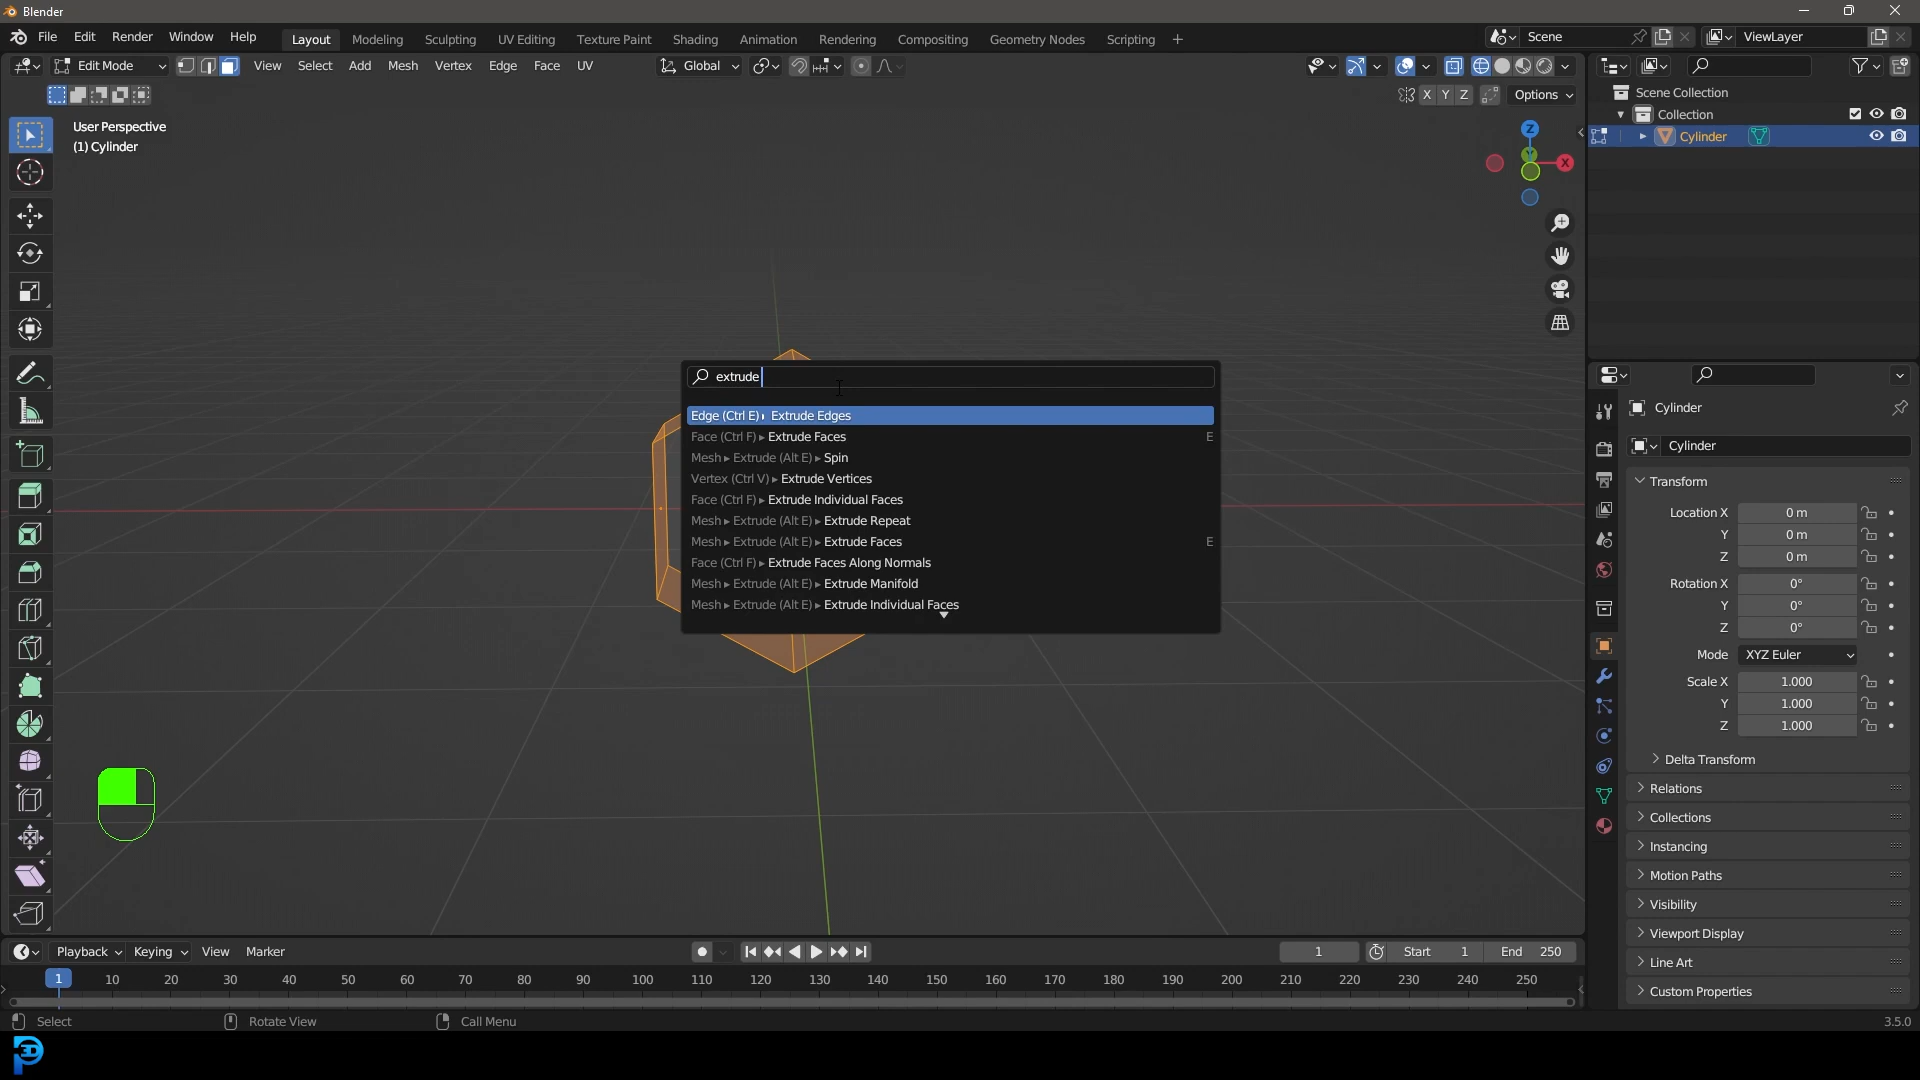 Blender
File Edit Render Window Help Layout Modeling Sculpting UV Editing Texture Paint Shading Animation Rendering Compositing Geometry Nodes Scripting + Scene ViewLayer
Edit Mode View Select Add Mesh Vertex Edge Face UV Global
X Y Z Options
User Perspective
(1) Cylinder
Z
X
Y
Scene Collection
Collection
Cylinder
extrude
Edge (Ctrl E) Extrude Edges
Face (Ctrl F) Extrude Faces E
Mesh Extrude (Alt E) Spin
Vertex (Ctrl V) Extrude Vertices
Face (Ctrl F) Extrude Individual Faces
Mesh Extrude (Alt E) Extrude Repeat
Mesh Extrude (Alt E) Extrude Faces E
Face (Ctrl F) Extrude Faces Along Normals
Mesh Extrude (Alt E) Extrude Manifold
Mesh Extrude (Alt E) Extrude Individual Faces
Cylinder
Cylinder
Transform
Location X 0 m
Y 0 m
Z 0 m
Rotation X 0°
Y 0°
Z 0°
Mode XYZ Euler
Scale X 1.000
Y 1.000
Z 1.000
Delta Transform
Relations
Collections
Instancing
Motion Paths
Visibility
Viewport Display
Line Art
Custom Properties
Playback Keying View Marker 1 Start 1 End 250
1 10 20 30 40 50 60 70 80 90 100 110 120 130 140 150 160 170 180 190 200 210 220 230 240 250
Select Rotate View Call Menu 3.5.0